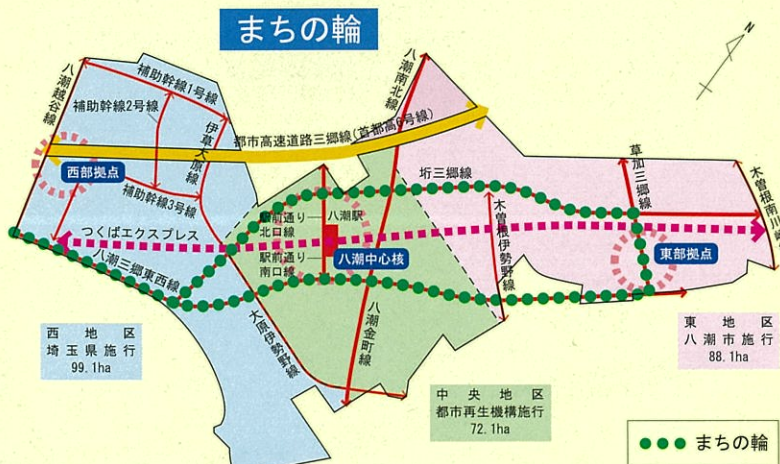 まちの輪
N
八潮越谷線
補助幹線1号線
補助幹線2号線
伊草大原線
補助幹線3号線
西部拠点
都市高速道路三郷線(首都高6号線)
八潮南北線
つくばエクスプレス
八潮三郷東西線
駅前通り
北口線
八潮駅
駅前通り
南口線
八潮中心核
圻三郷線
木曽根伊勢野線
草加三郷線
木曽根南線
東部拠点
大原伊勢野線
八潮金町線
西地区
埼玉県施行
99.1ha
中央地区
都市再生機構施行
72.1ha
東地区
八潮市施行
88.1ha
まちの輪